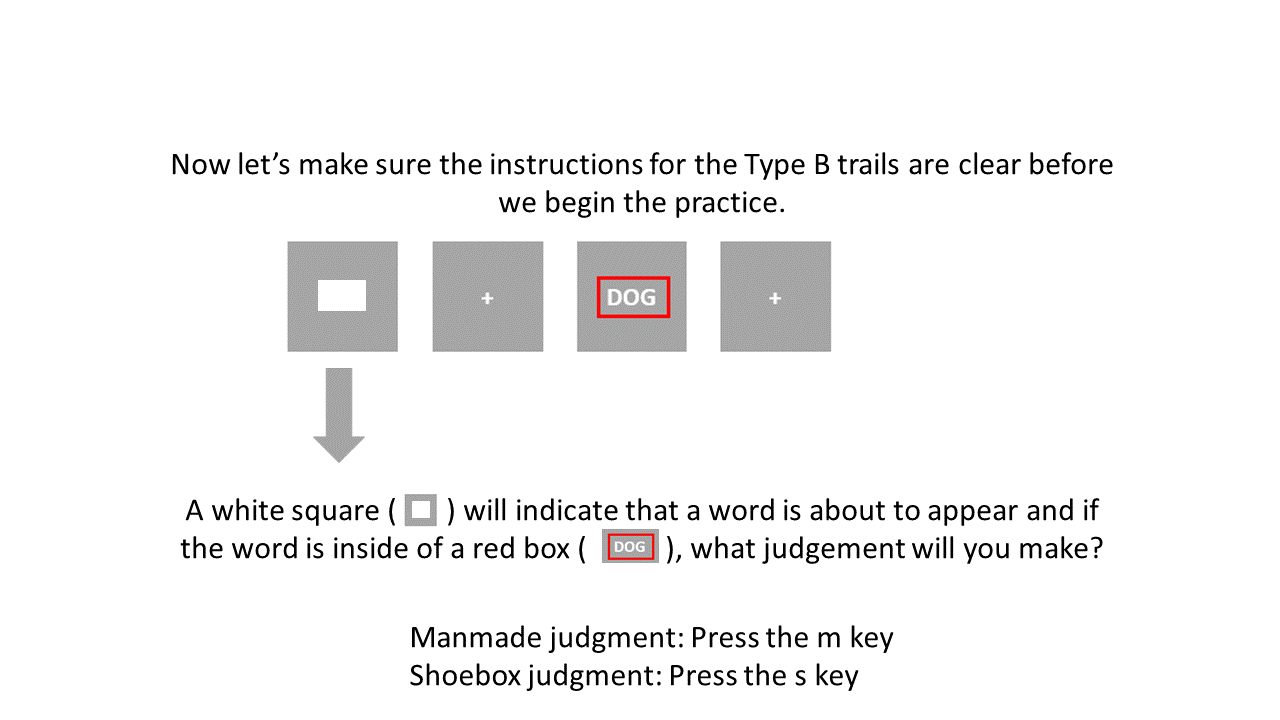 Now let’s make sure the instructions for the Type B trails are clear before
we begin the practice.
+ DOG +
A white square ( ) will indicate that a word is about to appear and if
the word is inside of a red box ( DOG ), what judgement will you make?
Manmade judgment: Press the m key
Shoebox judgment: Press the s key